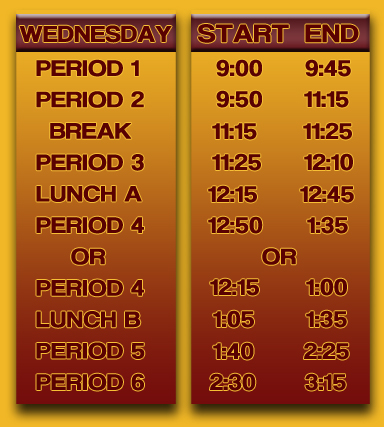 WEDNESDAY START END
PERIOD 1 9:00 9:45
PERIOD 2 9:50 11:15
BREAK 11:15 11:25
PERIOD 3 11:25 12:10
LUNCH A 12:15 12:45
PERIOD 4 12:50 1:35
OR OR
PERIOD 4 12:15 1:00
LUNCH B 1:05 1:35
PERIOD 5 1:40 2:25
PERIOD 6 2:30 3:15